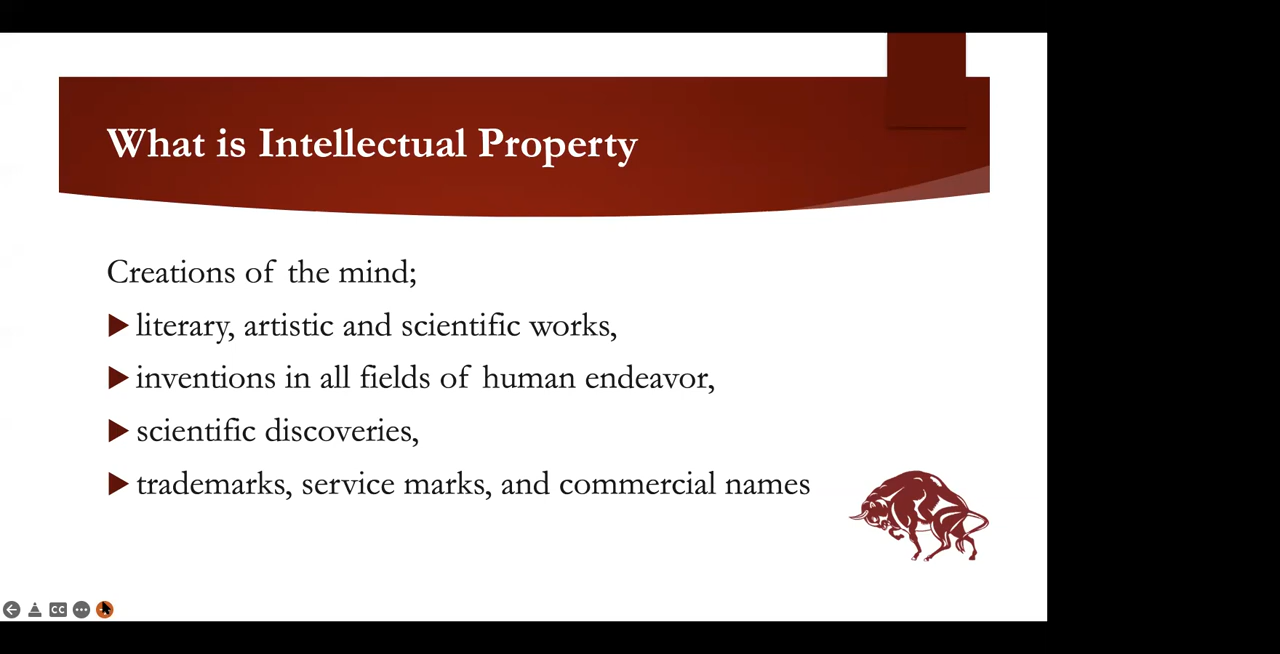 What is Intellectual Property
Creations of the mind;
literary, artistic and scientific works,
inventions in all fields of human endeavor,
scientific discoveries,
trademarks, service marks, and commercial names
CC